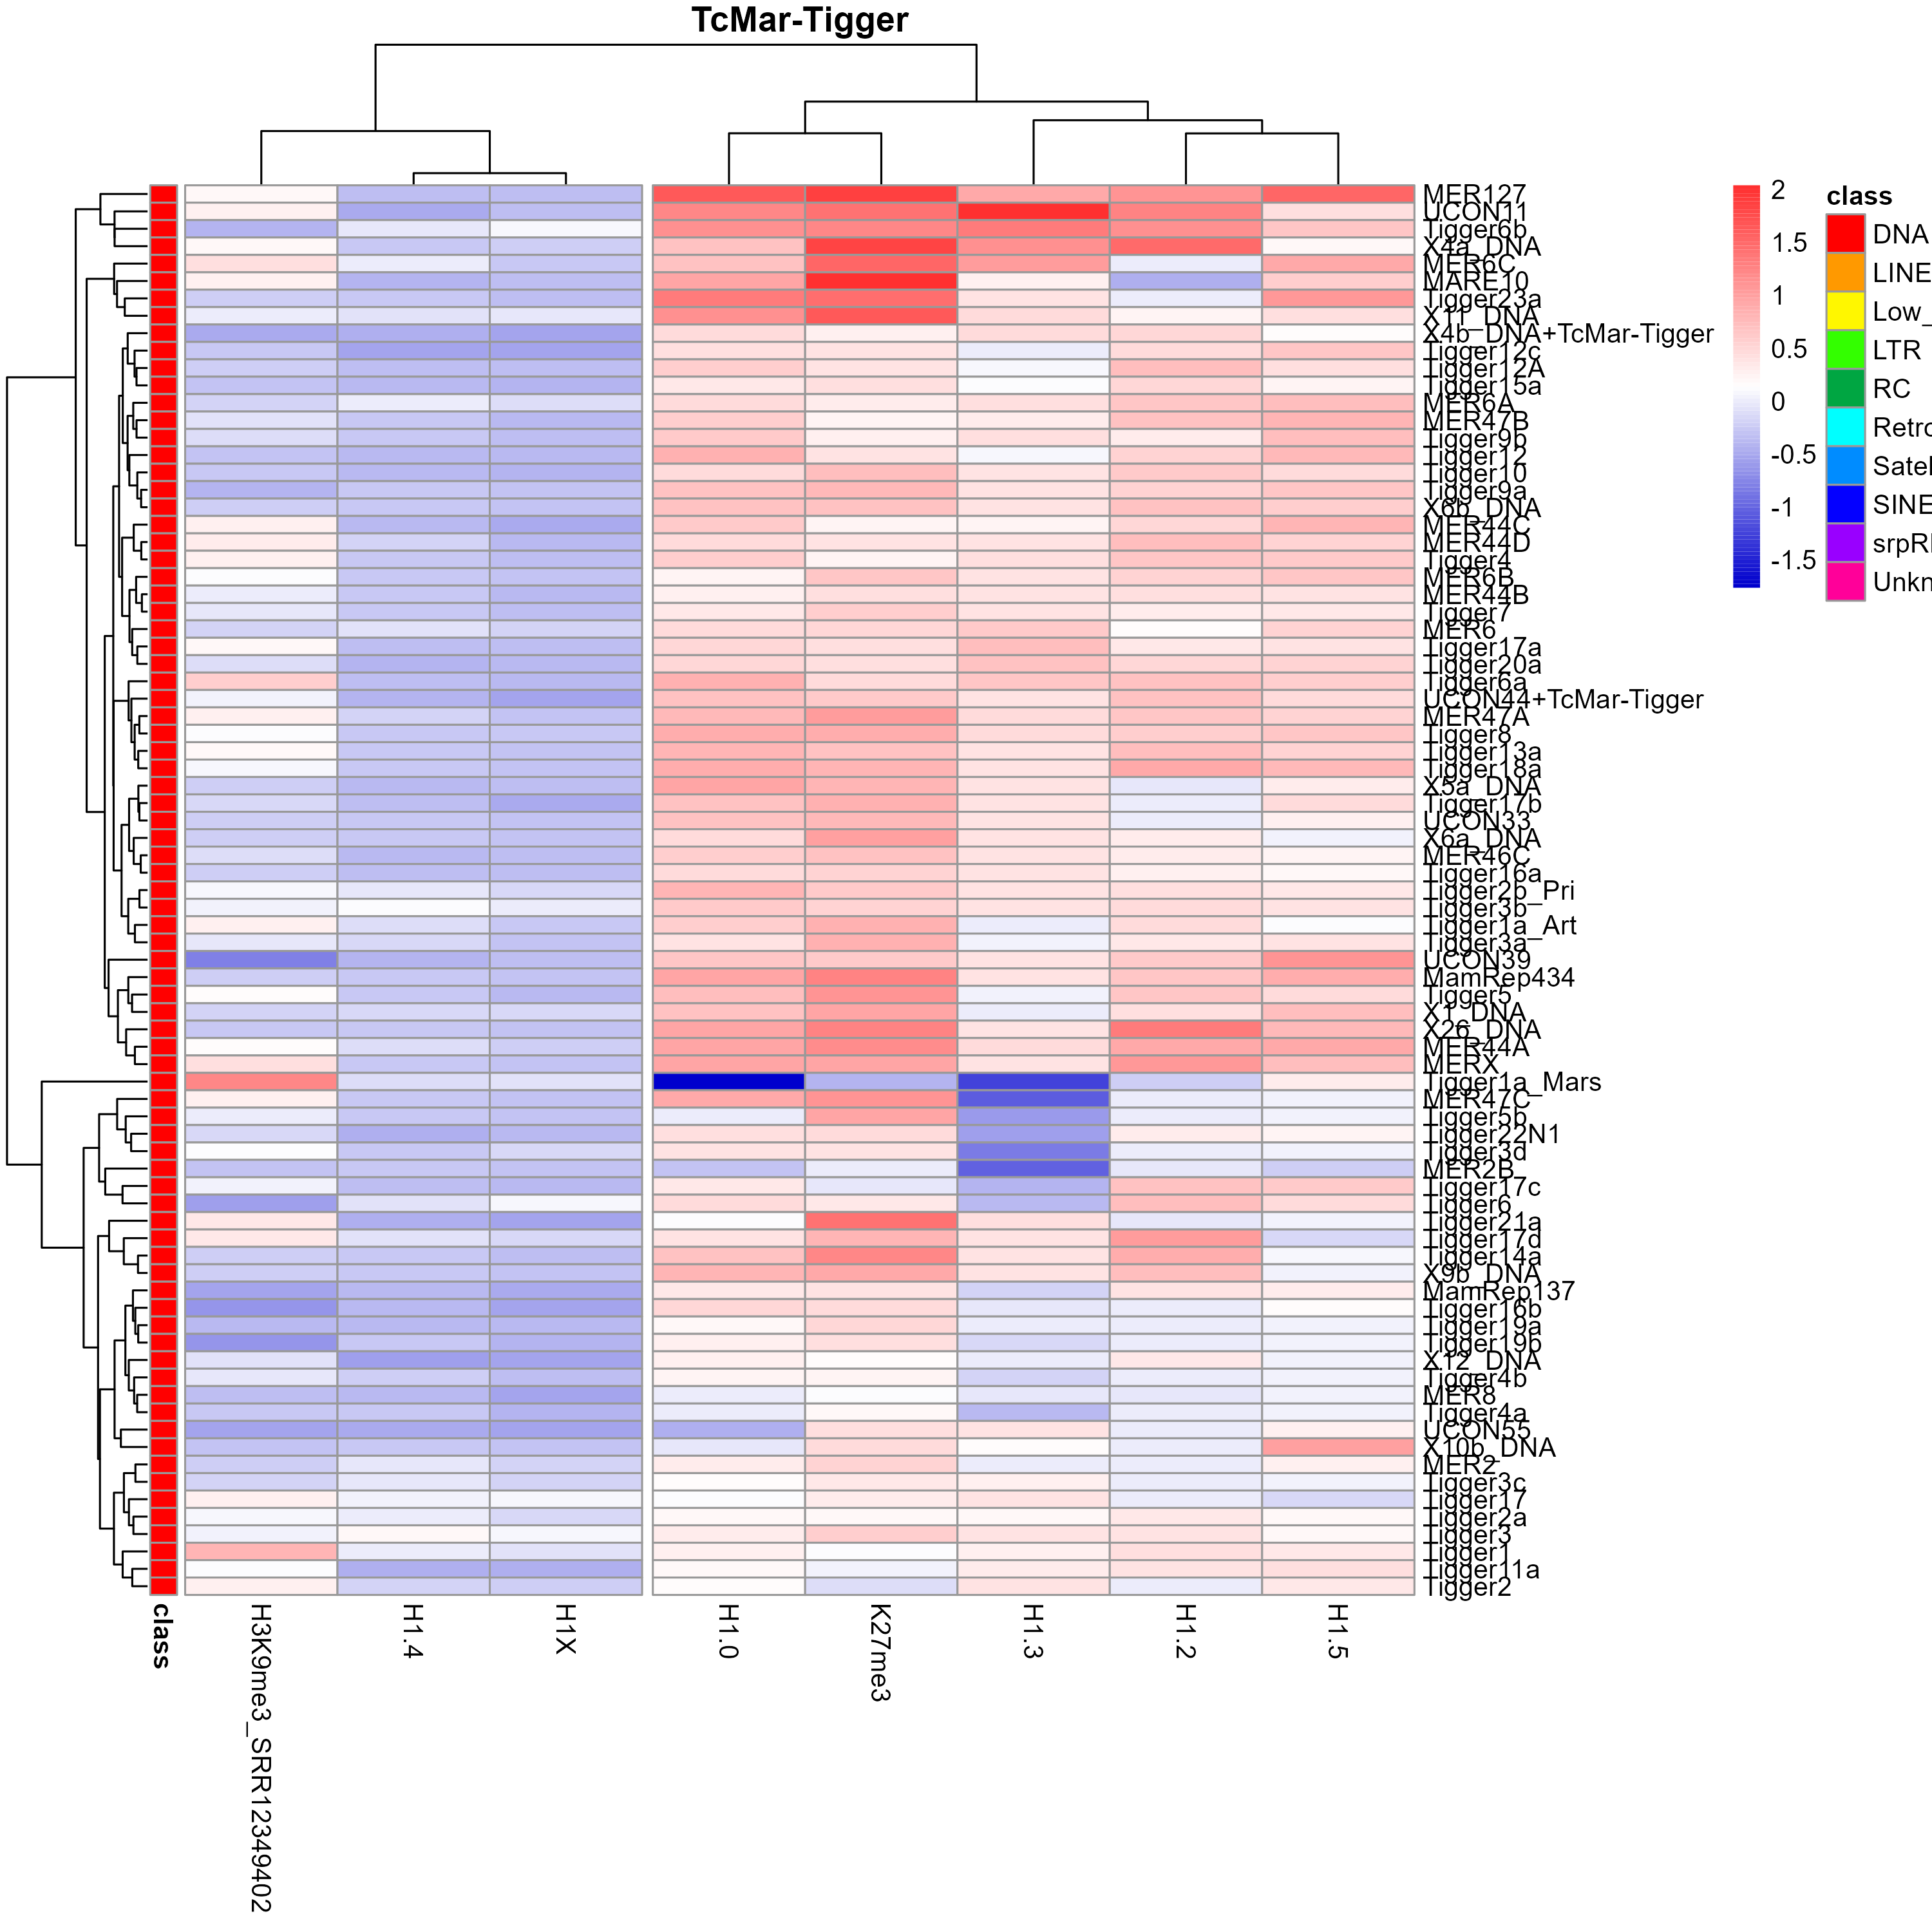 TcMar-Tigger
MER127
UCON11
Tigger6b
X4a_DNA
MER6C
MARE10
Tigger23a
X11_DNA
X4b_DNA+TcMar-Tigger
Tigger12c
Tigger12A
Tigger15a
MER6A
MER47B
Tigger9b
Tigger12
Tigger10
Tigger9a
X6b_DNA
MER44C
MER44D
Tigger4
MER6B
MER44B
Tigger7
MER6
Tigger17a
Tigger20a
Tigger6a
UCON44+TcMar-Tigger
MER47A
Tigger8
Tigger13a
Tigger18a
X5a_DNA
Tigger17b
UCON33
X6a_DNA
MER46C
Tigger16a
Tigger2b_Pri
Tigger3b
Tigger1a_Art
Tigger3a
UCON39
MamRep434
Tigger5
X1_DNA
X26_DNA
MER44A
MERX
Tigger1a_Mars
MER47C
Tigger5b
Tigger22N1
Tigger3d
MER2B
Tigger17c
Tigger6
Tigger21a
Tigger17d
Tigger14a
X9b_DNA
MamRep137
Tigger16b
Tigger19a
Tigger19b
X12_DNA
Tigger4b
MER8
Tigger4a
UCON55
X10b_DNA
MER2
Tigger3c
Tigger17
Tigger2a
Tigger3
Tigger1
Tigger11a
Tigger2
2
1.5
1
0.5
0
-0.5
-1
-1.5
class
DNA
LINE
Low_
LTR
RC
Retro
Satel
SINE
srpRN
Unkn
class
H3K9me3_SRR12349402
H1.4
H1X
H1.0
K27me3
H1.3
H1.2
H1.5